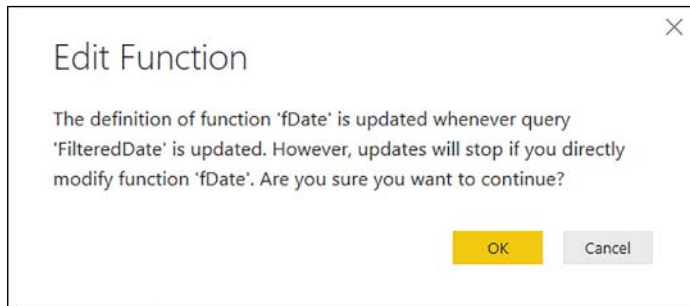 Edit Function
The definition of function 'fDate' is updated whenever query
'FilteredDate' is updated. However, updates will stop if you directly
modify function 'fDate'. Are you sure you want to continue?
OK Cancel